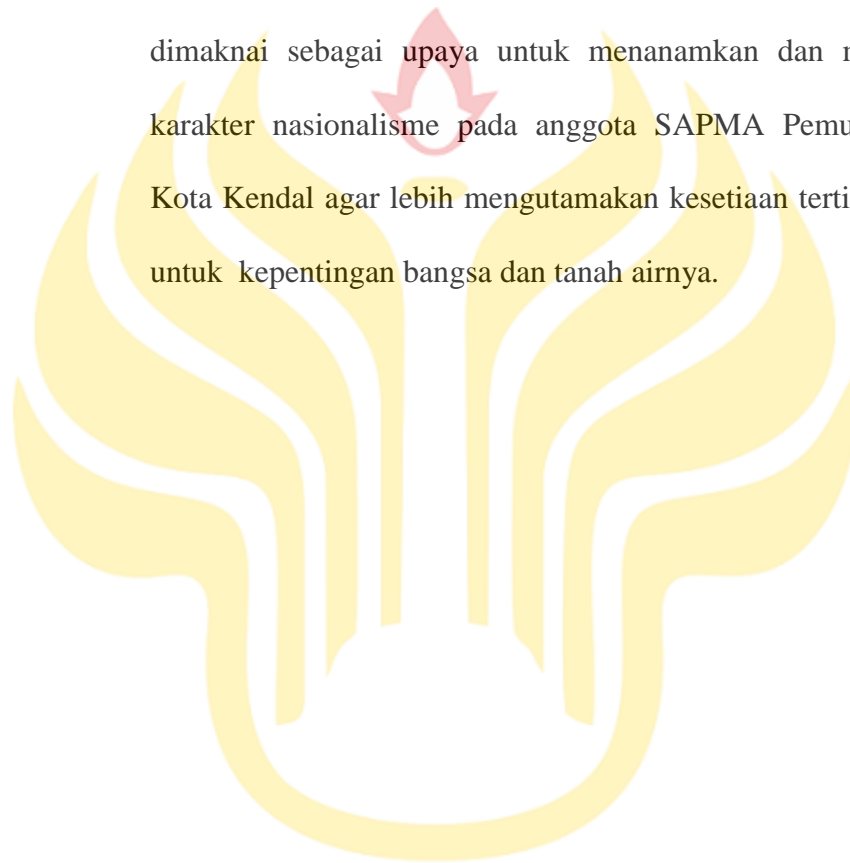 dimaknai sebagai upaya untuk menanamkan dan
karakter nasionalisme pada anggota SAPMA
Kota Kendal agar lebih mengutamakan kesetiaan
untuk kepentingan bangsa dan tanah airnya.